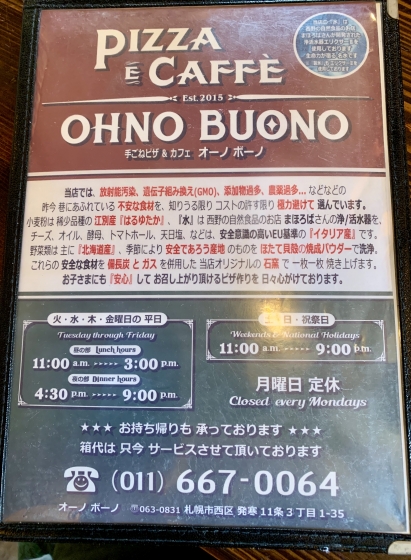 PIZZA
E CAFFÈ
Est. 2015
OHNO BUONO
手ごねピザ & カフェ オーノ ボーノ
当店では、放射能汚染、遺伝子組み換え(GMO)、添加物過多、農薬過多... などなどの
昨今 巷にあふれている 不安な食材を、知りうる限り コストの許す限り 極力避けて 選んでいます。
小麦粉は 稀少品種の 江別産『はるゆたか』、『水』は 西野の自然食品のお店 まほろばさんの浄/活水器を、
チーズ、オイル、酵母、トマトホール、天日塩、などは、安全意識の高いEU基準の『イタリア産』です。
野菜類は 主に『北海道産』、季節により 安全であろう産地 のものを ほたて貝殻の焼成パウダーで洗浄。
これらの 安全な食材を 備長炭 と ガス を併用した 当店オリジナルの 石窯 で 一枚一枚 焼き上げます。
お子さまにも『安心』して お召し上がり頂けるピザ作りを 日々心がけております。
火・水・木・金曜日の 平日
Tuesday through Friday
昼の部 Lunch hours
11:00 a.m. 3:00 p.m.
夜の部 Dinner hours
4:30 p.m. 9:00 p.m.
日・祝祭日
Weekends & National Holidays
11:00 a.m. 9:00 p.m.
月曜日 定休
Closed every Mondays
★★★ お持ち帰りも 承っております ★★★
箱代は 只今 サービスさせて頂いております
☎ (011) 667-0064
オーノ ボーノ 〒063-0831 札幌市西区 発寒 11条 3丁目 1-35